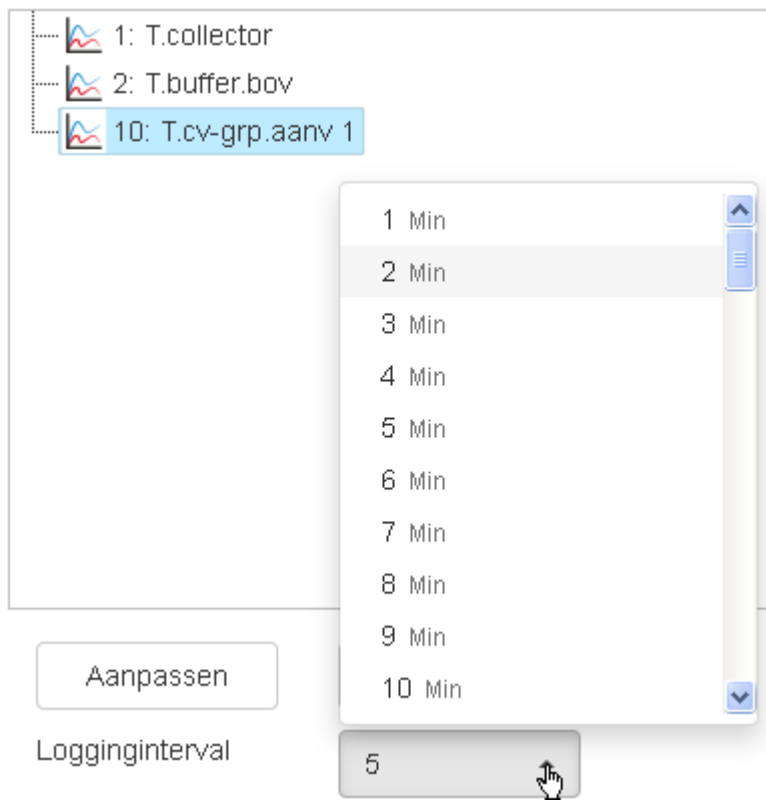 1: T.collector
2: T.buffer.bov
10: T.cv-grp.aanv 1
1 Min
2 Min
3 Min
4 Min
5 Min
6 Min
7 Min
8 Min
9 Min
10 Min
Aanpassen
Logginginterval
5